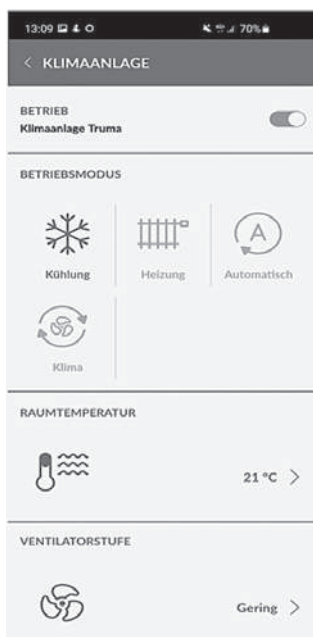 13:09 70%
< KLIMAANLAGE
BETRIEB
Klimaanlage Truma
BETRIEBSMODUS
Kühlung Heizung Automatisch
A
Klima
RAUMTEMPERATUR
21 °C >
VENTILATORSTUFE
Gering >